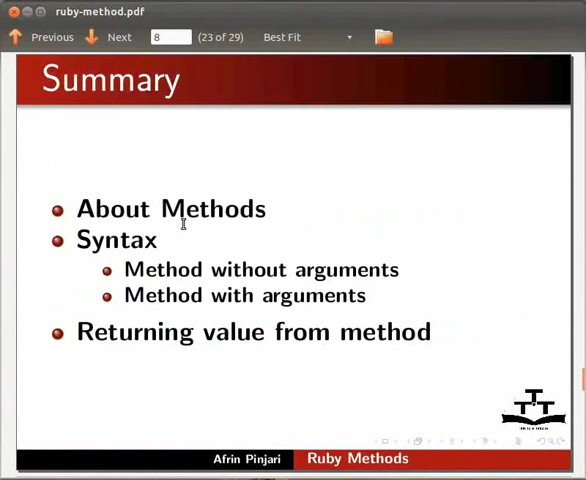 ruby-method.pdf
Previous Next 8 (23 of 29) Best Fit
Summary
About Methods
Syntax
Method without arguments
Method with arguments
Returning value from method
Afrin Pinjari Ruby Methods